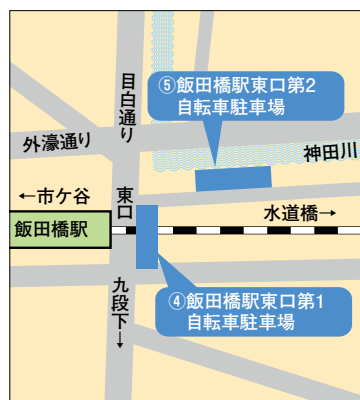 ⑤飯田橋駅東口第2
自転車駐車場
目白通り
外濠通り
神田川
←市ケ谷
東口
水道橋→
飯田橋駅
④飯田橋駅東口第1
自転車駐車場
九段下→